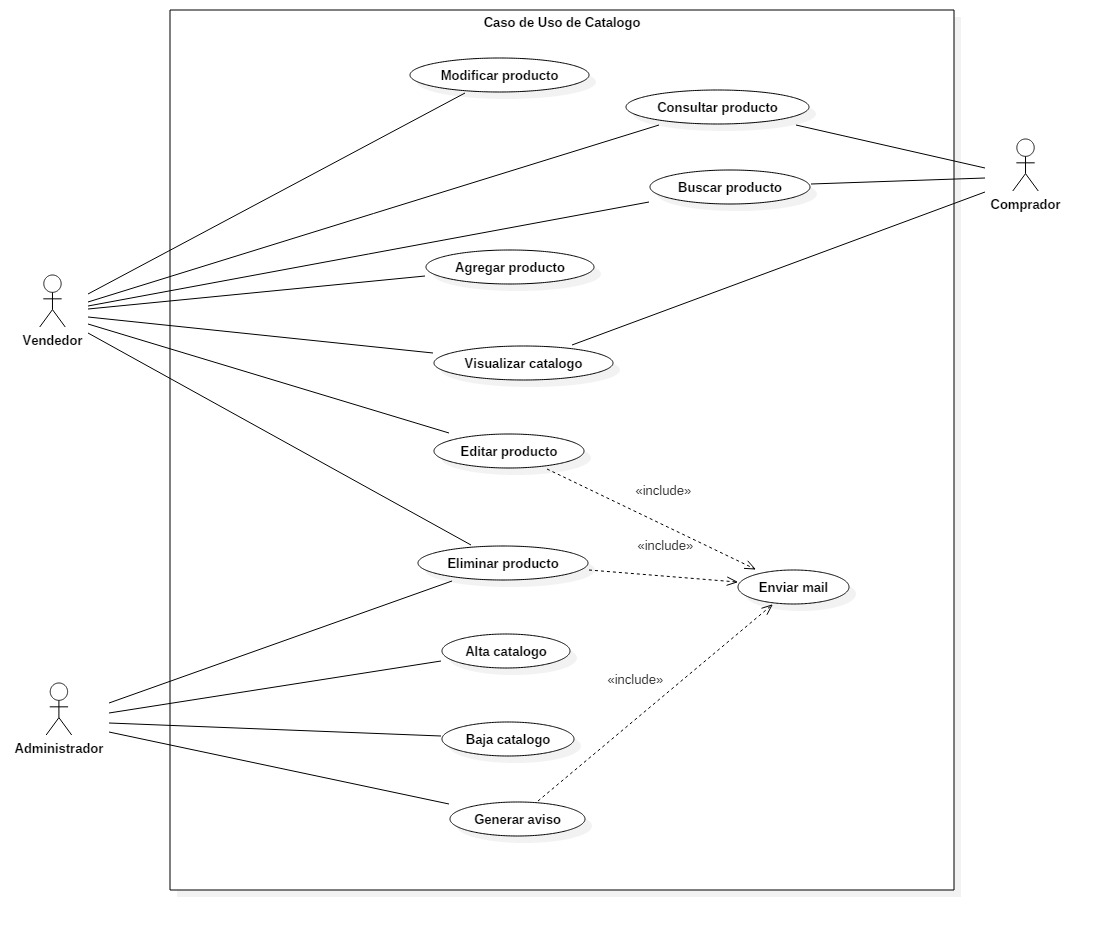 Caso de Uso de Catalogo
Modificar producto
Consultar producto
Buscar producto
Comprador
Agregar producto
Vendedor
Visualizar catalogo
Editar producto
«include»
«include»
Eliminar producto
Enviar mail
Alta catalogo
«include»
Baja catalogo
Administrador
Generar aviso